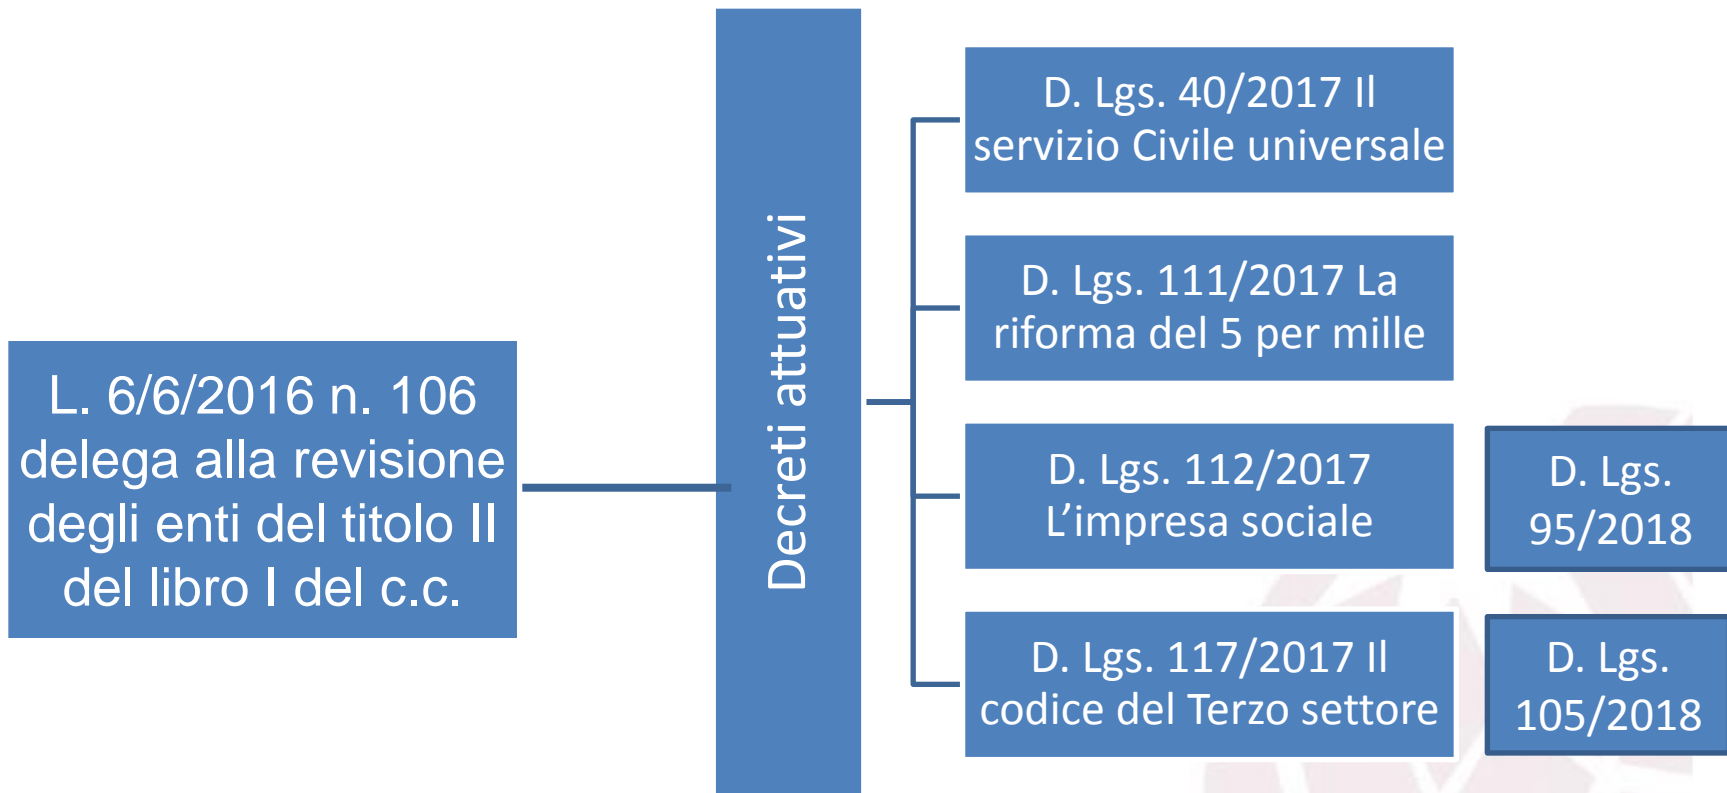 L. 6/6/2016 n. 106
delega alla revisione
degli enti del titolo II
del libro I del c.c.
Decreti attuativi
D. Lgs. 40/2017 Il
servizio Civile universale
D. Lgs. 111/2017 La
riforma del 5 per mille
D. Lgs. 112/2017
L’impresa sociale
D. Lgs.
95/2018
D. Lgs. 117/2017 Il
codice del Terzo settore
D. Lgs.
105/2018